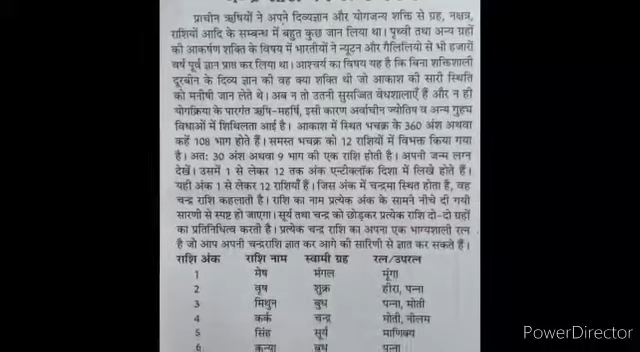 प्राचीन ऋषियों ने अपने दिव्यज्ञान और योगजन्य शक्ति से ग्रह, नक्षत्र,
राशियों आदि के सम्बन्ध में बहुत कुछ जान लिया था। पृथ्वी तथा अन्य ग्रहों
की आकर्षण शक्ति के विषय में भारतीयों ने न्यूटन और गैलिलियो से भी हजारों
वर्ष पूर्व ज्ञान प्राप्त कर लिया था। आश्चर्य का विषय यह है कि बिना शक्तिशाली
दूरबीन के दिव्य ज्ञान की वह क्या शक्ति थी जो आकाश की सारी स्थिति
को मनीषी जान लेते थे। अब न तो उतनी सुसज्जित वेधशालाएँ हैं और न ही
योगक्रिया के पारंगत ऋषि-महर्षि, इसी कारण अर्वाचीन ज्योतिष व अन्य गुह्य
विधाओं में शिथिलता आई है। आकाश में स्थित भचक्र के 360 अंश अथवा
कहें 108 भाग होते हैं। समस्त भचक्र को 12 राशियों में विभक्त किया गया
है। अतः 30 अंश अथवा 9 भाग की एक राशि होती है। अपनी जन्म लग्न
देखें। उसमें 1 से लेकर 12 तक अंक एन्टीक्लॉक दिशा में लिखे होते हैं।
यही अंक 1 से लेकर 12 राशियाँ हैं। जिस अंक में चन्द्रमा स्थित होता है, वह
चन्द्र राशि कहलाती है। राशि का नाम प्रत्येक अंक के सामने नीचे दी गयी
सारणी से स्पष्ट हो जाएगा। सूर्य तथा चन्द्र को छोड़कर प्रत्येक राशि दो-दो ग्रहों
का प्रतिनिधित्व करती है। प्रत्येक चन्द्र राशि का अपना एक भाग्यशाली रत्न
है जो आप अपनी चन्द्रराशि ज्ञात कर आगे की सारिणी से ज्ञात कर सकते हैं।
राशि अंक राशि नाम स्वामी ग्रह रत्न/उपरत्न
1 मेष मंगल मूंगा
2 वृष शुक्र हीरा, पन्ना
3 मिथुन बुध पन्ना, मोती
4 कर्क चन्द्र मोती, नीलम
5 सिंह सूर्य माणिक्य
6 कन्या बुध पन्ना
PowerDirector